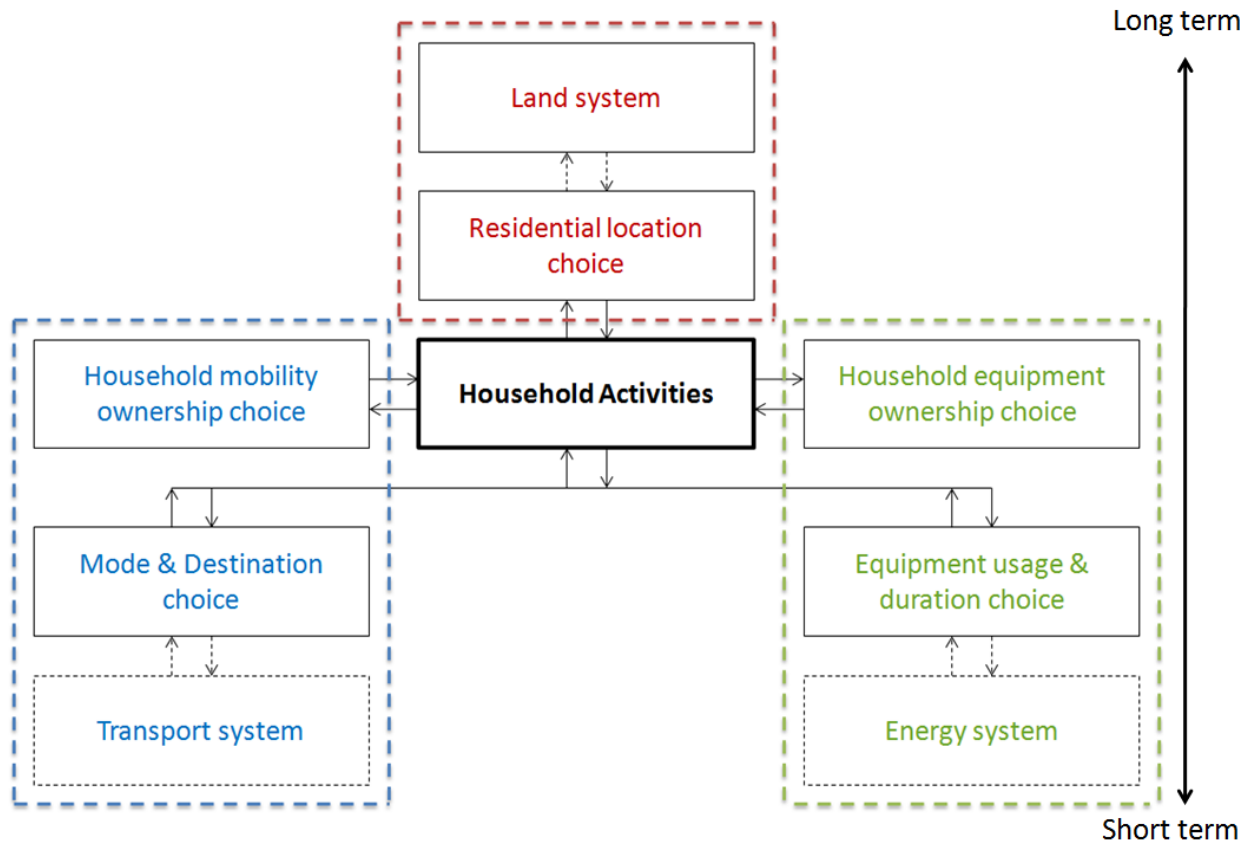 Long term
Land system
Residential location
choice
Household mobility
ownership choice
Household Activities
Household equipment
ownership choice
Mode & Destination
choice
Equipment usage &
duration choice
Transport system
Energy system
Short term